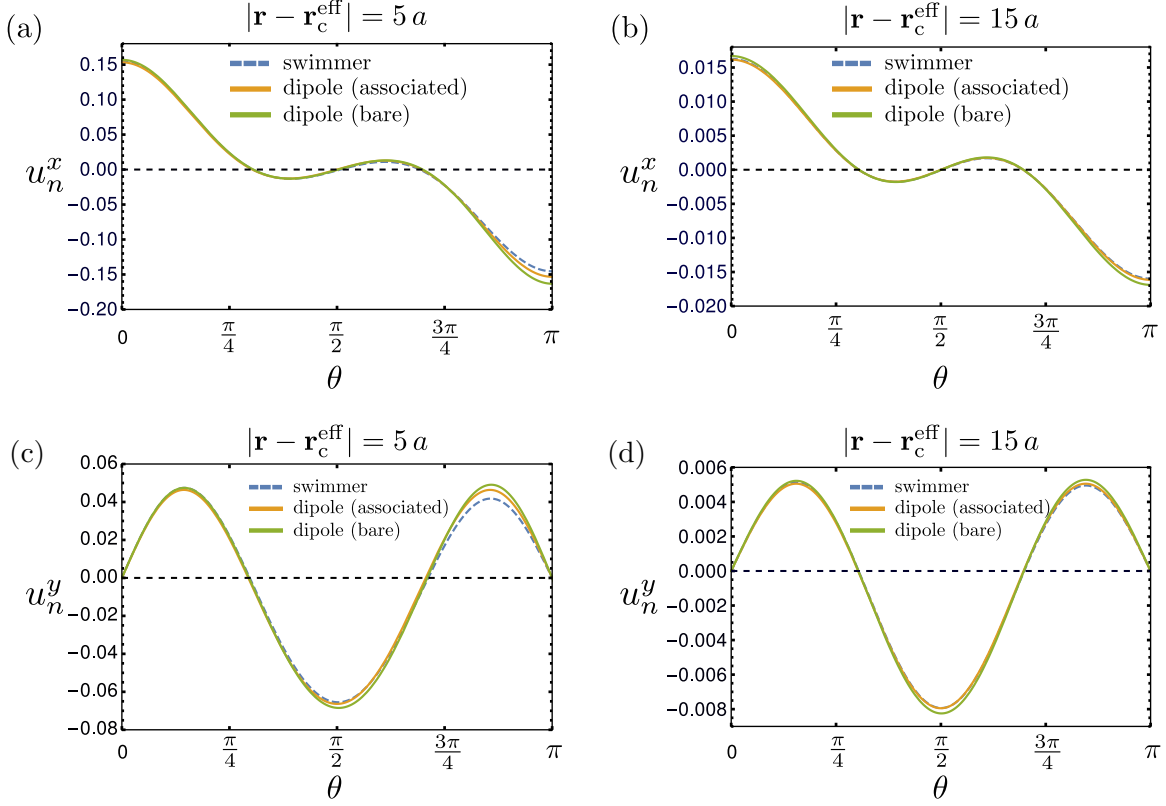 (a)
|r − r_c^eff| = 5 a
swimmer
dipole (associated)
dipole (bare)
u_n^x
0.15
0.10
0.05
0.00
−0.05
−0.10
−0.15
−0.20
0
π/4
π/2
3π/4
π
θ
(b)
|r − r_c^eff| = 15 a
swimmer
dipole (associated)
dipole (bare)
u_n^x
0.015
0.010
0.005
0.000
−0.005
−0.010
−0.015
−0.020
0
π/4
π/2
3π/4
π
θ
(c)
|r − r_c^eff| = 5 a
swimmer
dipole (associated)
dipole (bare)
u_n^y
0.06
0.04
0.02
0.00
−0.02
−0.04
−0.06
−0.08
0
π/4
π/2
3π/4
π
θ
(d)
|r − r_c^eff| = 15 a
swimmer
dipole (associated)
dipole (bare)
u_n^y
0.006
0.004
0.002
0.000
−0.002
−0.004
−0.006
−0.008
0
π/4
π/2
3π/4
π
θ